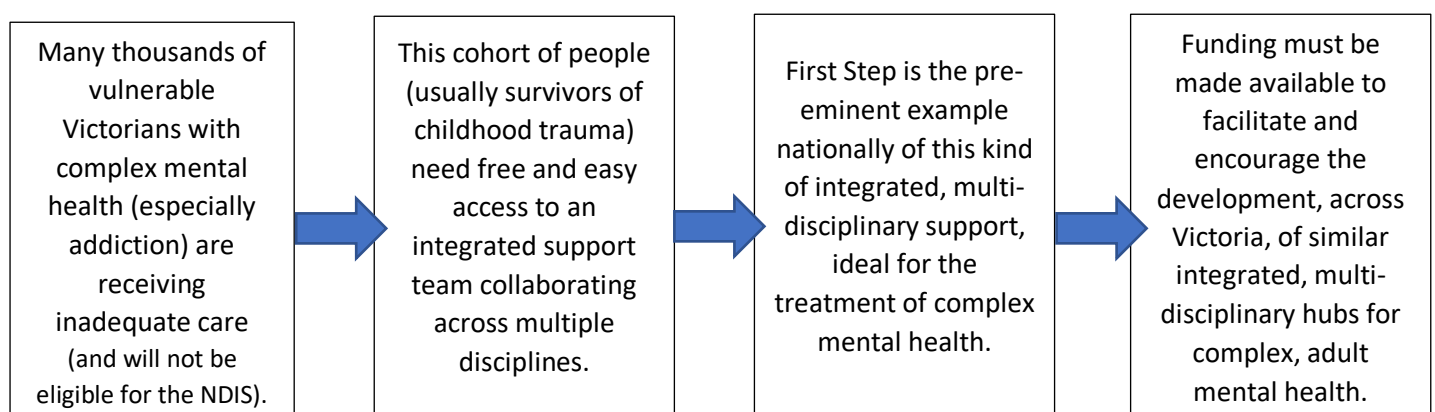 Many thousands of
vulnerable
Victorians with
complex mental
health (especially
addiction) are
receiving
inadequate care
(and will not be
eligible for the NDIS).
This cohort of people
(usually survivors of
childhood trauma)
need free and easy
access to an
integrated support
team collaborating
across multiple
disciplines.
First Step is the pre-
eminent example
nationally of this kind
of integrated, multi-
disciplinary support,
ideal for the
treatment of complex
mental health.
Funding must be
made available to
facilitate and
encourage the
development, across
Victoria, of similar
integrated, multi-
disciplinary hubs for
complex, adult
mental health.